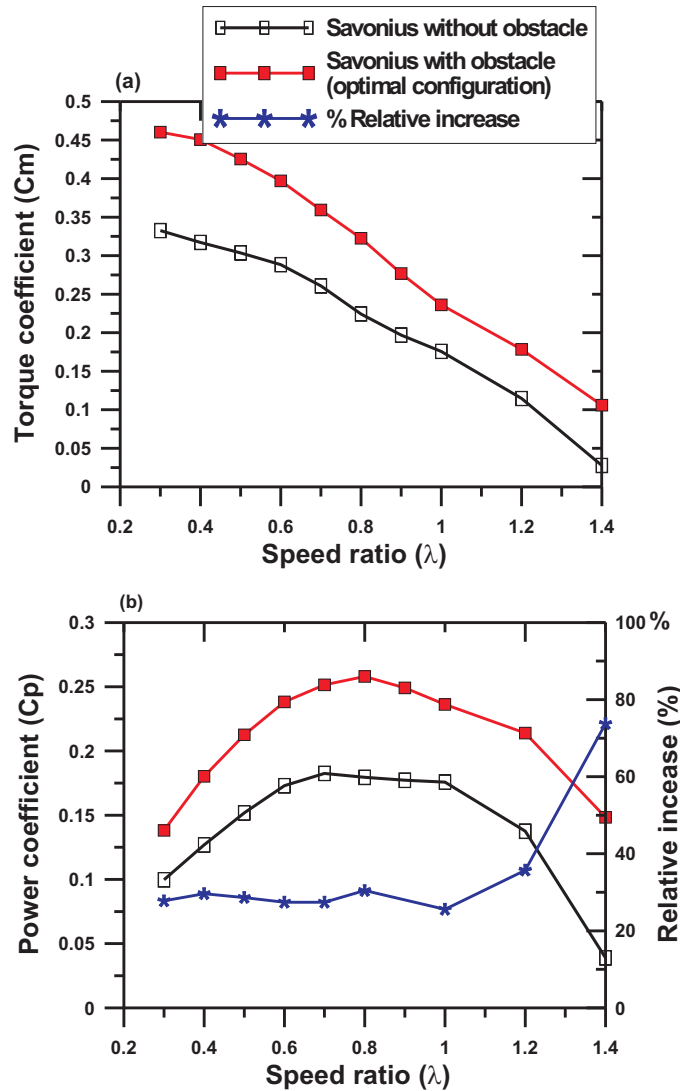 Savonius without obstacle
Savonius with obstacle
(optimal configuration)
% Relative increase
(a)
0.5
0.45
0.4
0.35
0.3
0.25
0.2
0.15
0.1
0.05
0
Torque coefficient (Cm)
0.2 0.4 0.6 0.8 1 1.2 1.4
Speed ratio (λ)
(b)
0.3
0.25
0.2
0.15
0.1
0.05
0
Power coefficient (Cp)
100 %
80
60
40
20
0
Relative incease (%)
0.2 0.4 0.6 0.8 1 1.2 1.4
Speed ratio (λ)